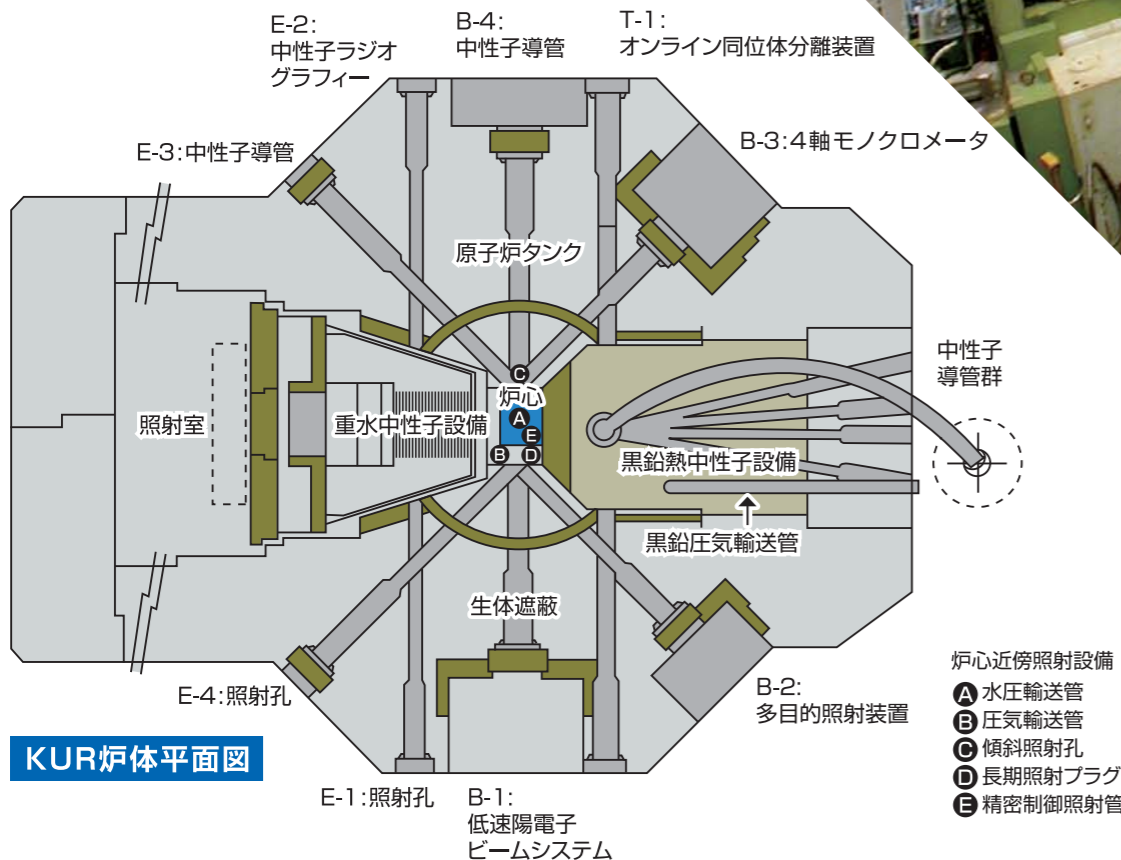 E-2:
中性子ラジオ
グラフィー
B-4:
中性子導管
T-1:
オンライン同位体分離装置
E-3:中性子導管
B-3:4軸モノクロメータ
原子炉タンク
中性子
導管群
C
炉心
A
E
B
D
照射室
重水中性子設備
黒鉛熱中性子設備
黒鉛圧気輸送管
生体遮蔽
E-4:照射孔
B-2:
多目的照射装置
炉心近傍照射設備
A 水圧輸送管
B 圧気輸送管
C 傾斜照射孔
D 長期照射プラグ
E 精密制御照射管
KUR炉体平面図
E-1:照射孔
B-1:
低速陽電子
ビームシステム